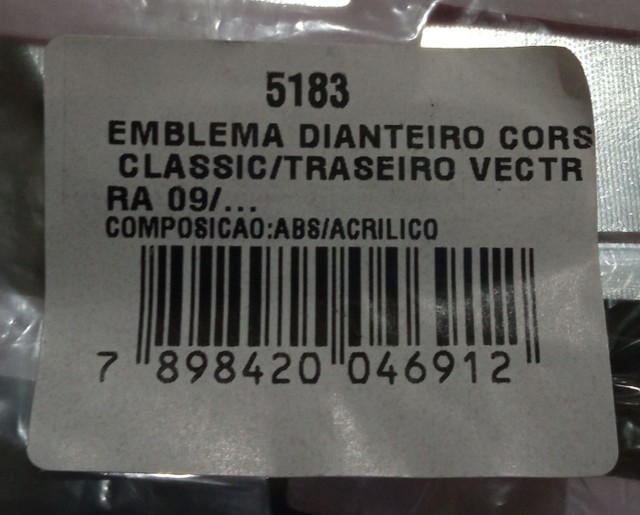 5183
EMBLEMA DIANTEIRO CORS
CLASSIC/TRASEIRO VECTR
RA 09/...
COMPOSICAO:ABS/ACRILICO
7 898420 046912